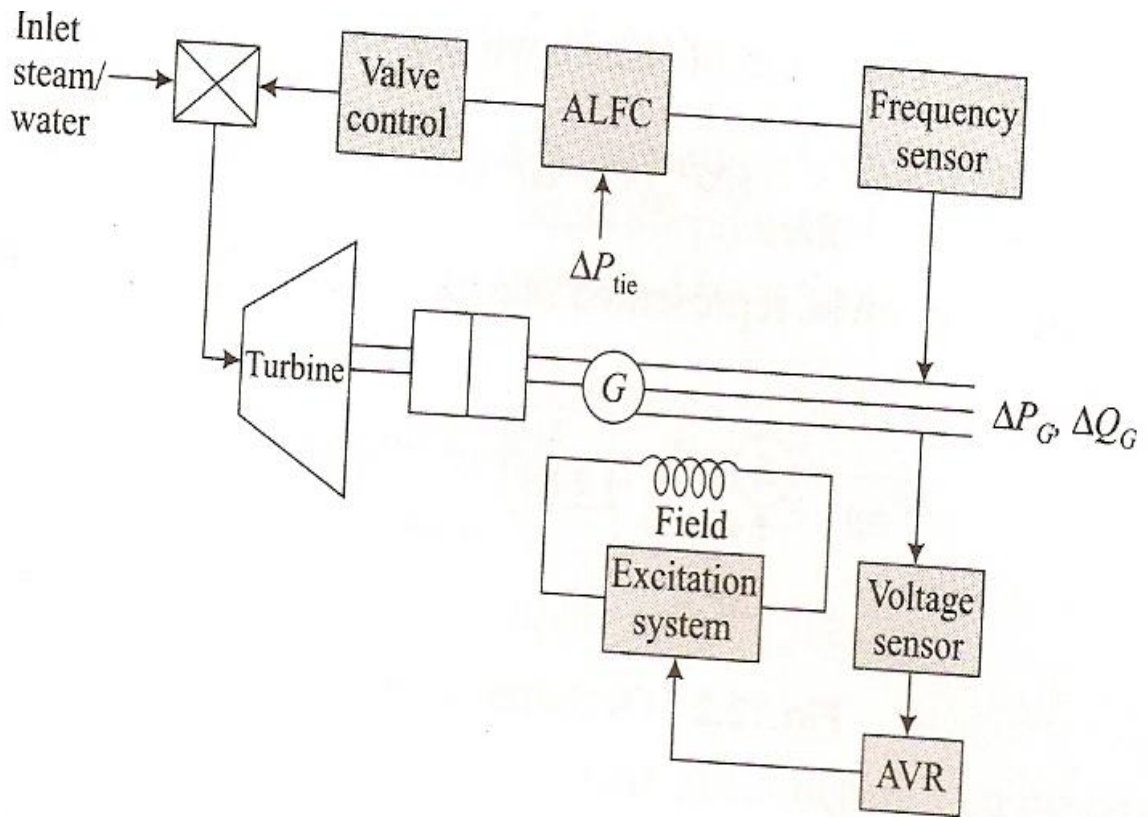 Inlet
steam/
water
Valve
control
ALFC
Frequency
sensor
ΔP_tie
Turbine
G
ΔP_G, ΔQ_G
Field
Excitation
system
Voltage
sensor
AVR